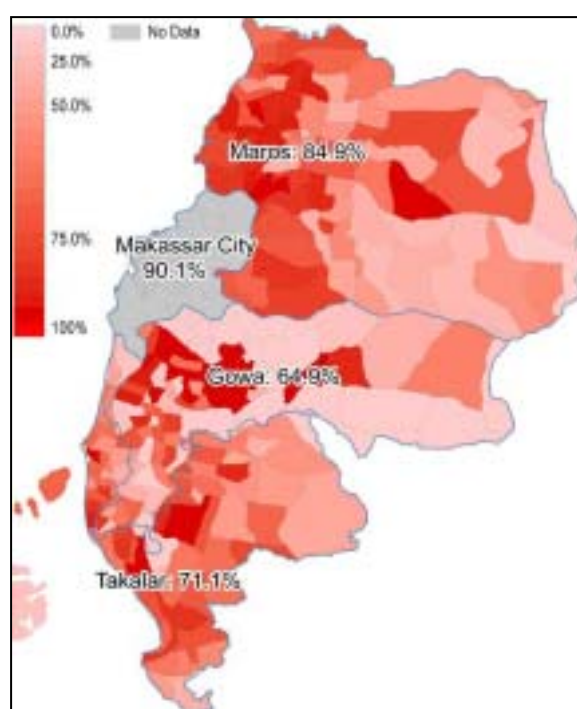 0.0%
No Data
25.0%
50.0%
Maros: 84.9%
75.0%
Makassar City
90.1%
100%
Gowa: 64.9%
Takalar: 71.1%